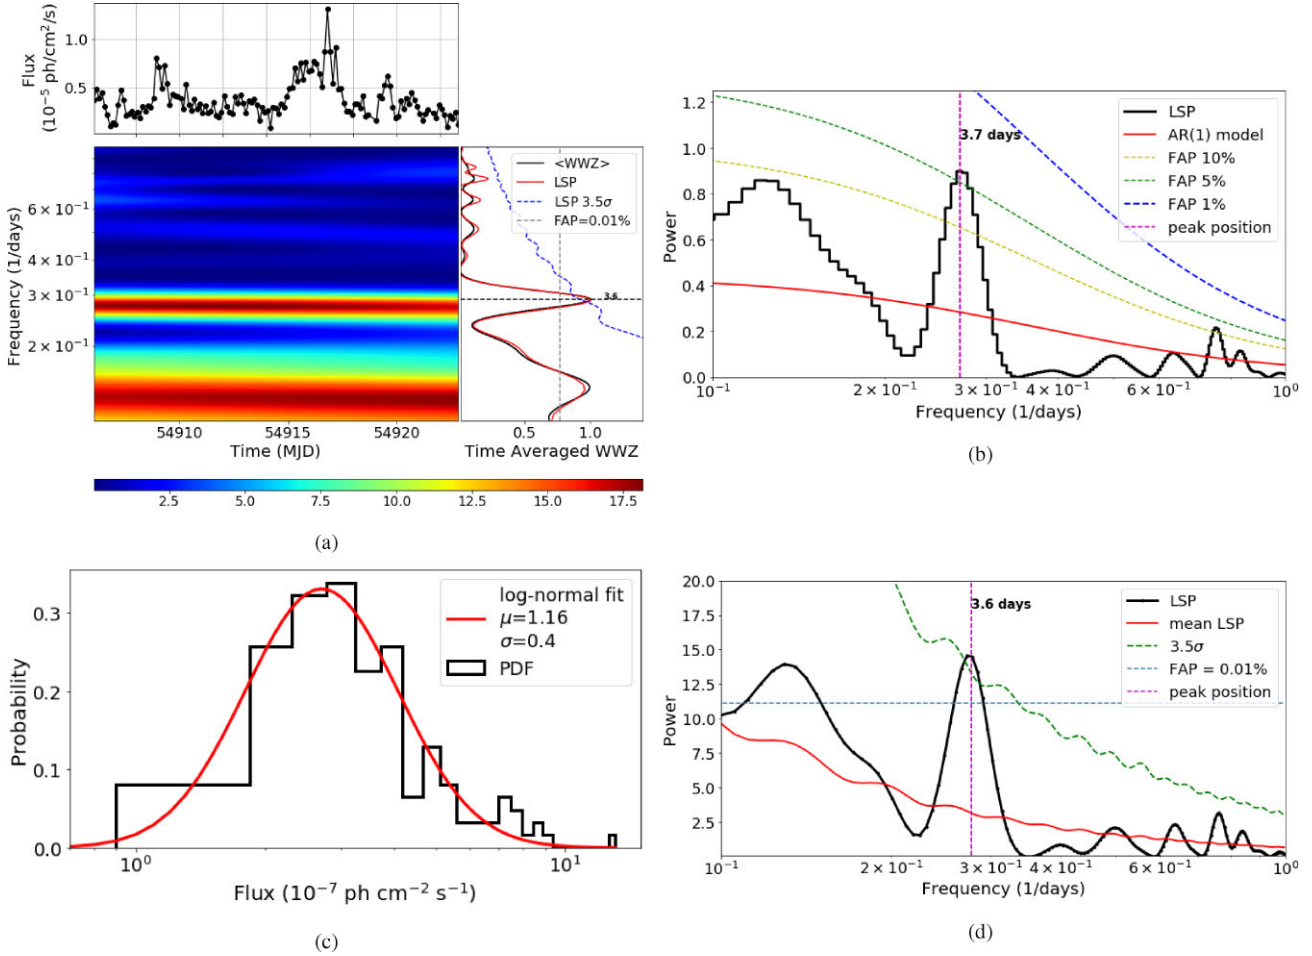 Flux
(10⁻⁵ ph/cm²/s)
1.0
0.5
Frequency (1/days)
6 × 10⁻¹
4 × 10⁻¹
3 × 10⁻¹
2 × 10⁻¹
<WWZ>
LSP
LSP 3.5σ
FAP=0.01%
3.6
54910
54915
54920
Time (MJD)
0.5
1.0
Time Averaged WWZ
2.5
5.0
7.5
10.0
12.5
15.0
17.5
(a)
Power
1.2
1.0
0.8
0.6
0.4
0.2
0.0
3.7 days
LSP
AR(1) model
FAP 10%
FAP 5%
FAP 1%
peak position
10⁻¹
2 × 10⁻¹
3 × 10⁻¹
4 × 10⁻¹
6 × 10⁻¹
10⁰
Frequency (1/days)
(b)
Probability
0.3
0.2
0.1
0.0
log-normal fit
μ=1.16
σ=0.4
PDF
10⁰
10¹
Flux (10⁻⁷ ph cm⁻² s⁻¹)
(c)
Power
20.0
17.5
15.0
12.5
10.0
7.5
5.0
2.5
3.6 days
LSP
mean LSP
3.5σ
FAP = 0.01%
peak position
10⁻¹
2 × 10⁻¹
3 × 10⁻¹
4 × 10⁻¹
6 × 10⁻¹
10⁰
Frequency (1/days)
(d)